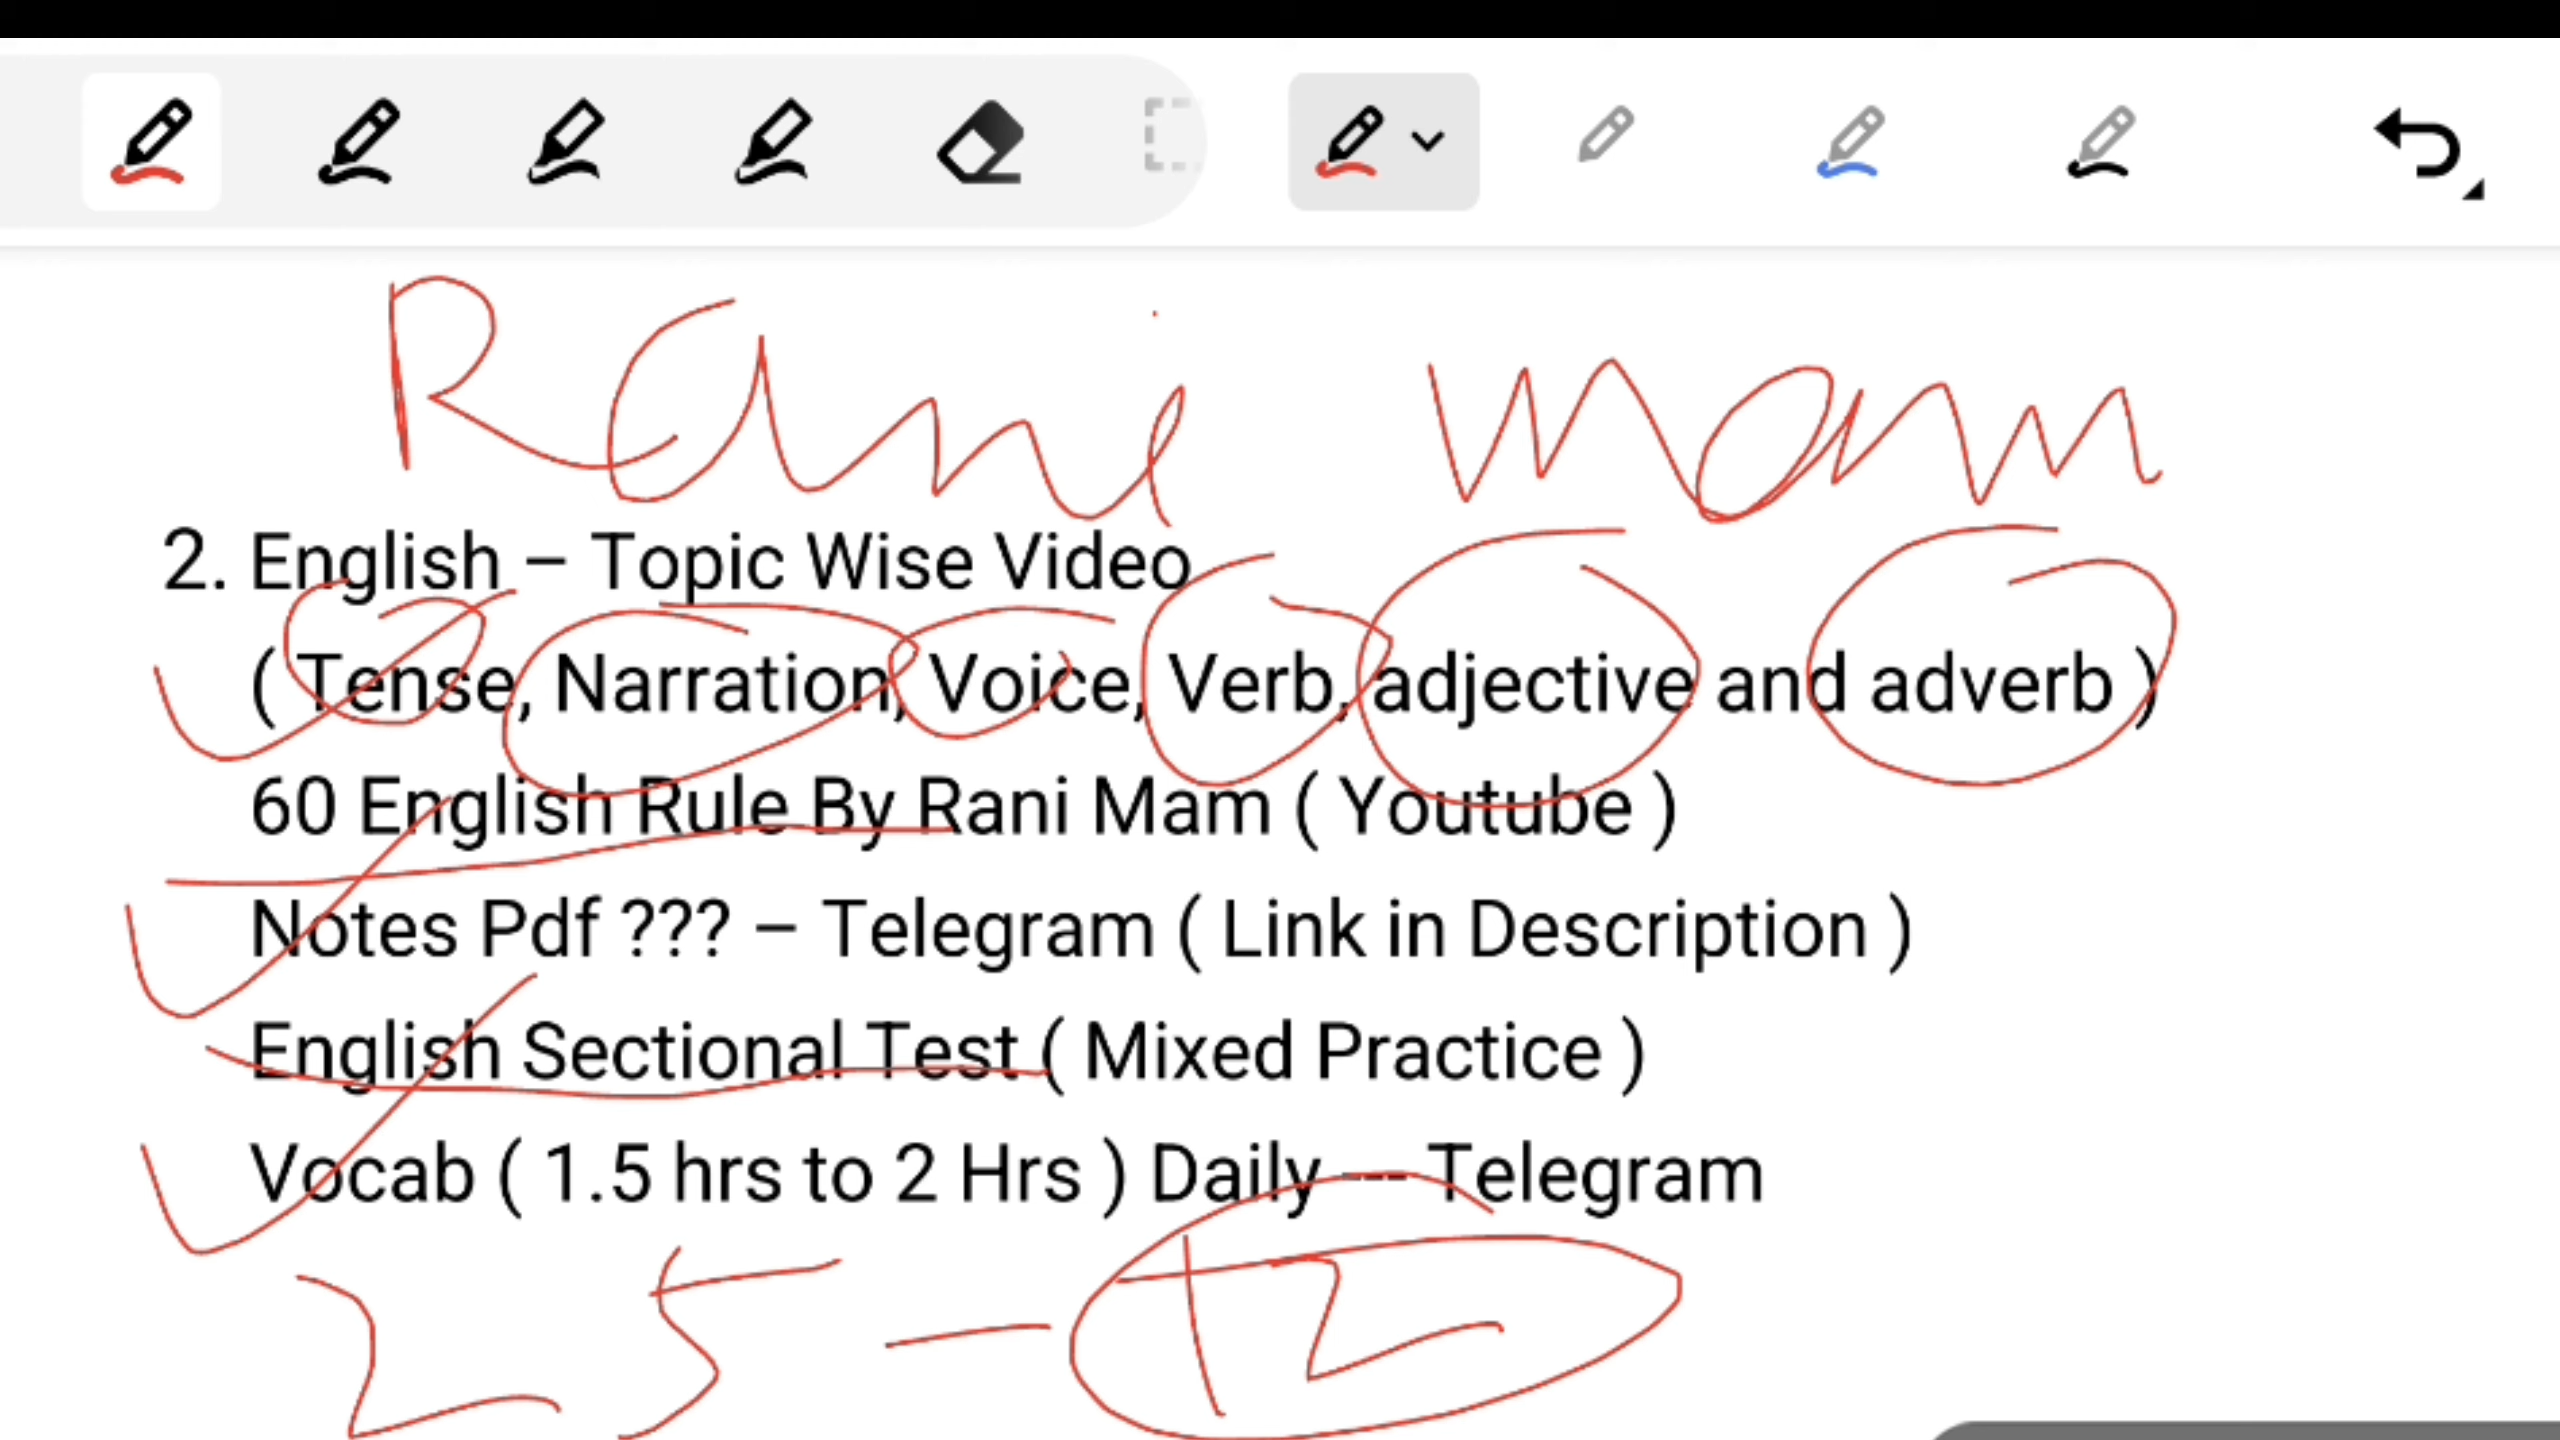 Rani Mam
2. English – Topic Wise Video
( Tense, Narration, Voice, Verb, adjective and adverb )
60 English Rule By Rani Mam ( Youtube )
Notes Pdf ??? – Telegram ( Link in Description )
English Sectional Test ( Mixed Practice )
Vocab ( 1.5 hrs to 2 Hrs ) Daily --- Telegram
25 – 12